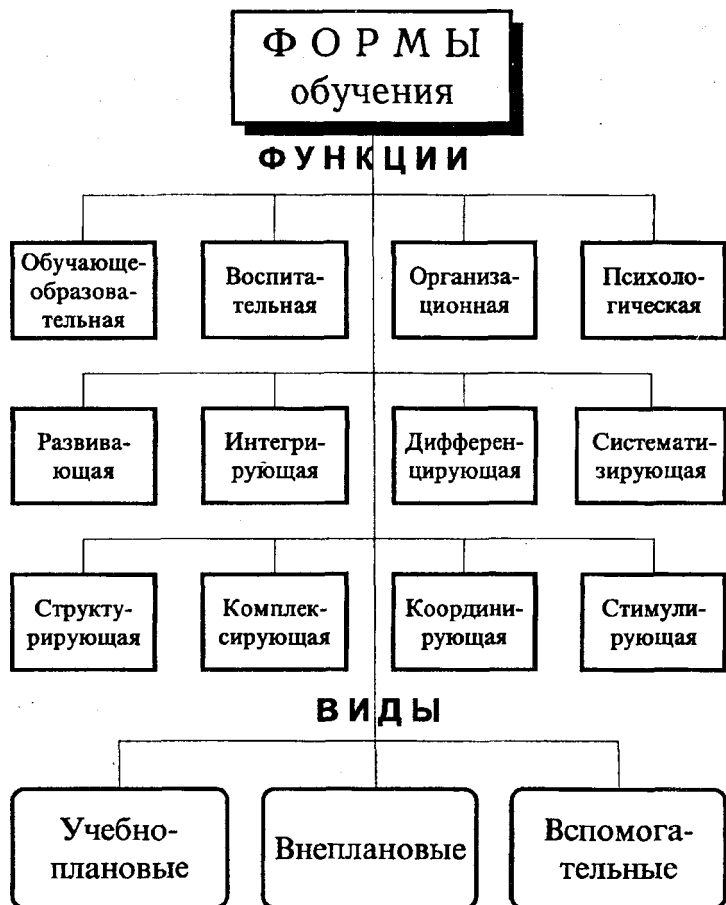 ФОРМЫ
обучения
ФУНКЦИИ
Обучающе-
образова-
тельная
Воспита-
тельная
Организа-
ционная
Психоло-
гическая
Развива-
ющая
Интегри-
рующая
Дифферен-
цирующая
Системати-
зирующая
Структу-
рирующая
Комплек-
сирующая
Координи-
рующая
Стимули-
рующая
ВИДЫ
Учебно-
плановые
Внеплановые
Вспомога-
тельные